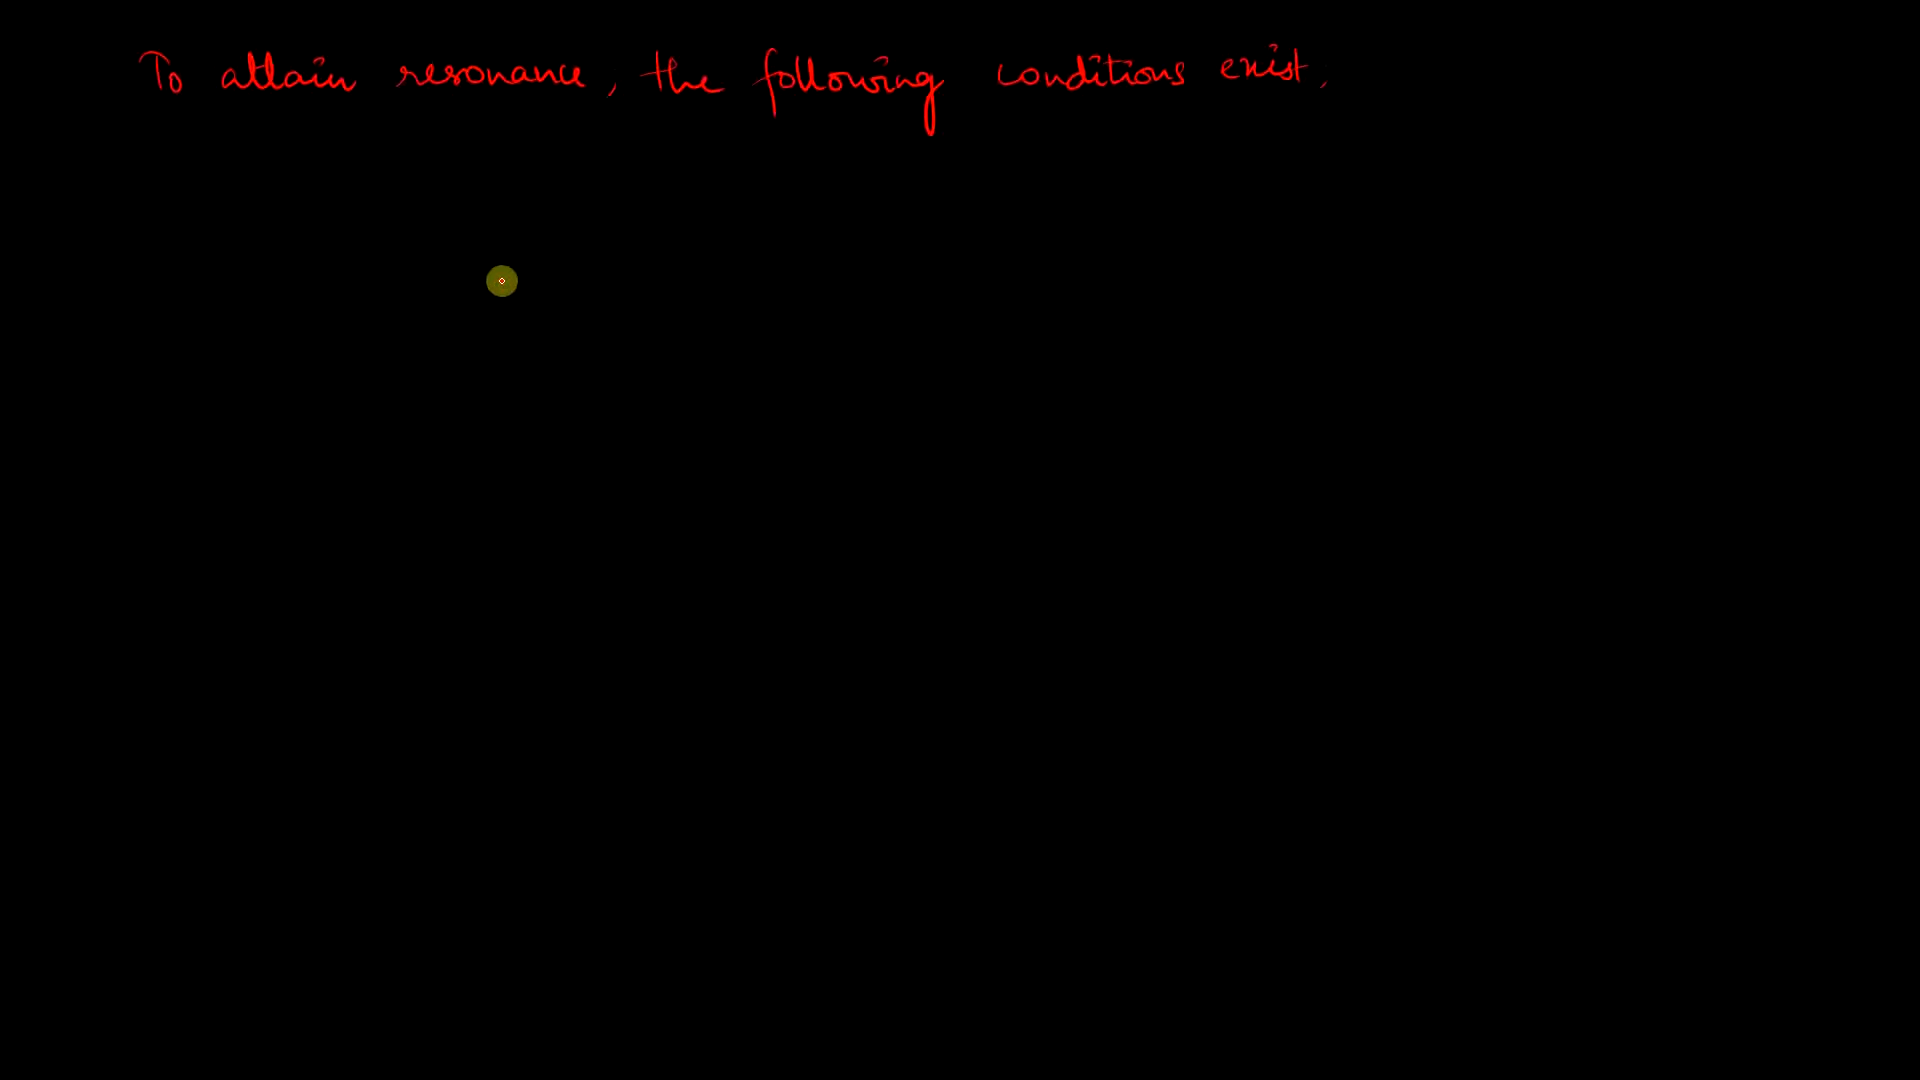 To attain resonance, the following conditions exist.